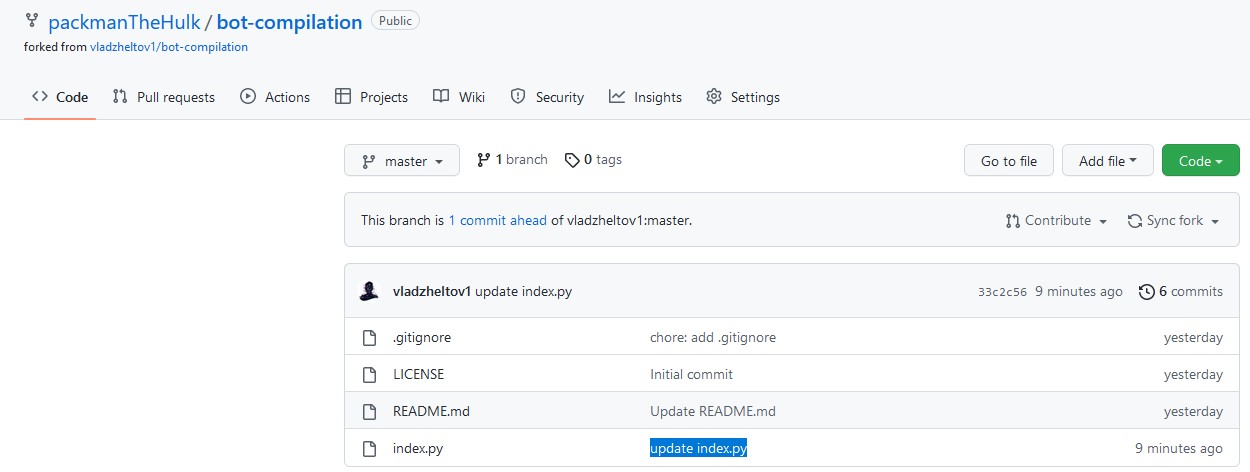 packmanTheHulk / bot-compilation Public
forked from vladzheltov1/bot-compilation
Code Pull requests Actions Projects Wiki Security Insights Settings
master 1 branch 0 tags Go to file Add file Code
This branch is 1 commit ahead of vladzheltov1:master. Contribute Sync fork
vladzheltov1 update index.py 33c2c56 9 minutes ago 6 commits
.gitignore chore: add .gitignore yesterday
LICENSE Initial commit yesterday
README.md Update README.md yesterday
index.py update index.py 9 minutes ago